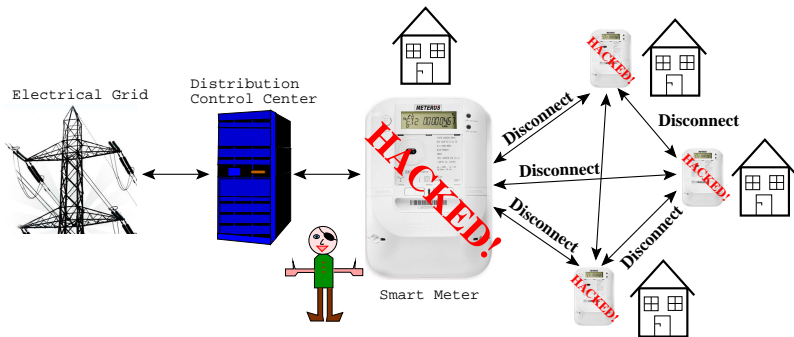 Electrical Grid
Distribution
Control Center
METERUS
HACKED!
Smart Meter
HACKED!
Disconnect
Disconnect
Disconnect
HACKED!
Disconnect
Disconnect
HACKED!